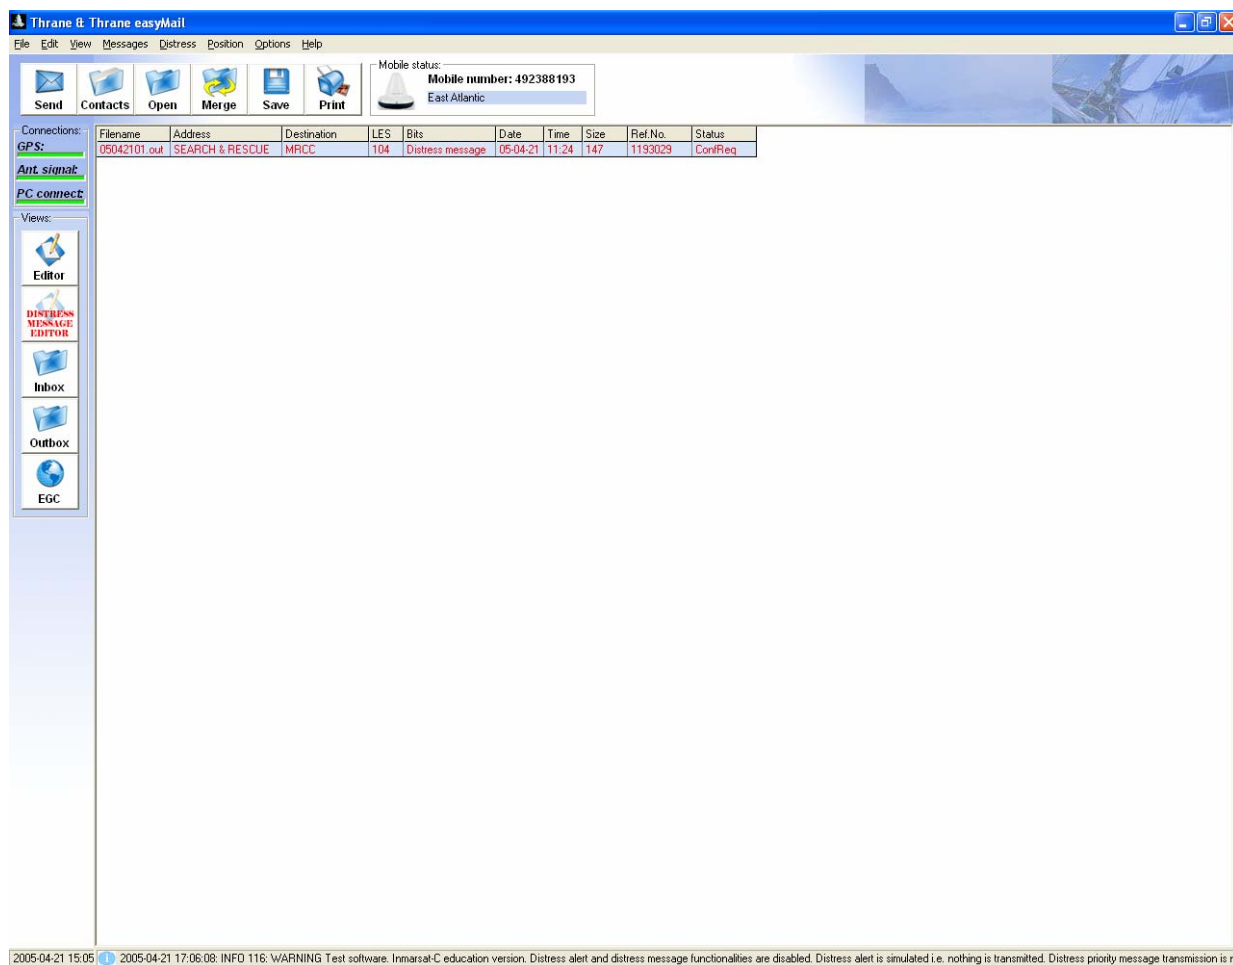 Thrane & Thrane easyMail
File Edit View Messages Distress Position Options Help
Send Contacts Open Merge Save Print
Mobile status:
Mobile number: 492388193
East Atlantic
Connections:
GPS:
Ant. signal:
PC connect:
Filename Address Destination LES Bits Date Time Size Ref.No. Status
05042101.out SEARCH & RESCUE MRCC 104 Distress message 05-04-21 11:24 147 1193029 ConfReq
Views:
Editor
DISTRESS
MESSAGE
EDITOR
Inbox
Outbox
EGC
2005-04-21 15:05 2005-04-21 17:06:08: INFO 116: WARNING Test software. Inmarsat-C education version. Distress alert and distress message functionalities are disabled. Distress alert is simulated i.e. nothing is transmitted. Distress priority message transmission is